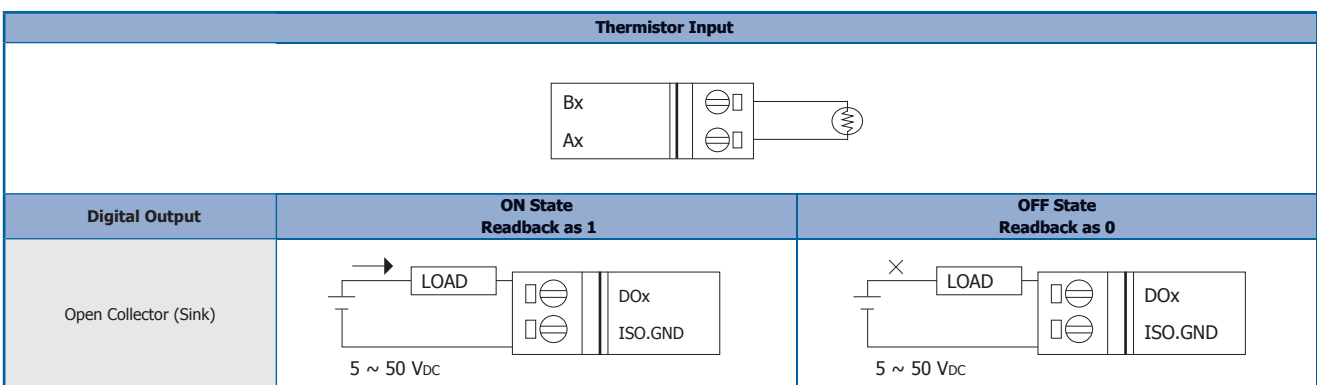 Thermistor Input
Bx
Ax
Digital Output
ON State
Readback as 1
OFF State
Readback as 0
Open Collector (Sink)
LOAD
DOx
ISO.GND
5 ~ 50 VDC
LOAD
DOx
ISO.GND
5 ~ 50 VDC